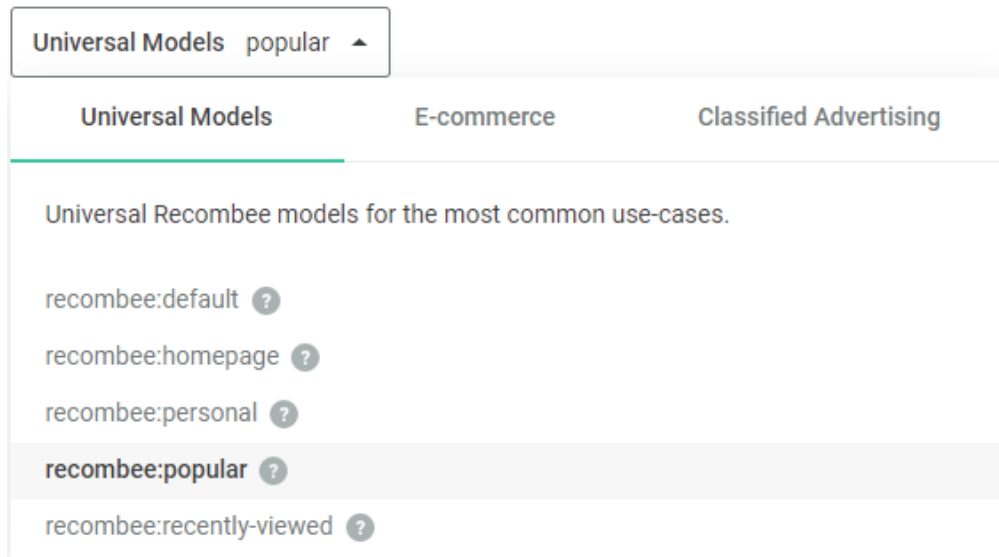 Universal Models popular
Universal Models E-commerce Classified Advertising
Universal Recombee models for the most common use-cases.
recombee:default ?
recombee:homepage ?
recombee:personal ?
recombee:popular ?
recombee:recently-viewed ?